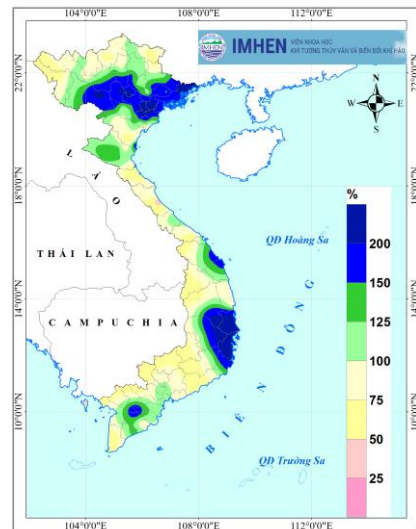 104°0'0"E 108°0'0"E 112°0'0"E
IMHEN VIỆN KHOA HỌC
KHÍ TƯỢNG THỦY VĂN VÀ BIẾN ĐỔI KHÍ HẬU
22°0'0"N
N
W E
S
18°0'0"N
LÀO
%
QĐ Hoàng Sa
THÁI LAN
200
150
14°0'0"N
125
CAMPUCHIA
100
BIỂN ĐÔNG
75
10°0'0"N
50
QĐ Trường Sa
25
104°0'0"E 108°0'0"E 112°0'0"E